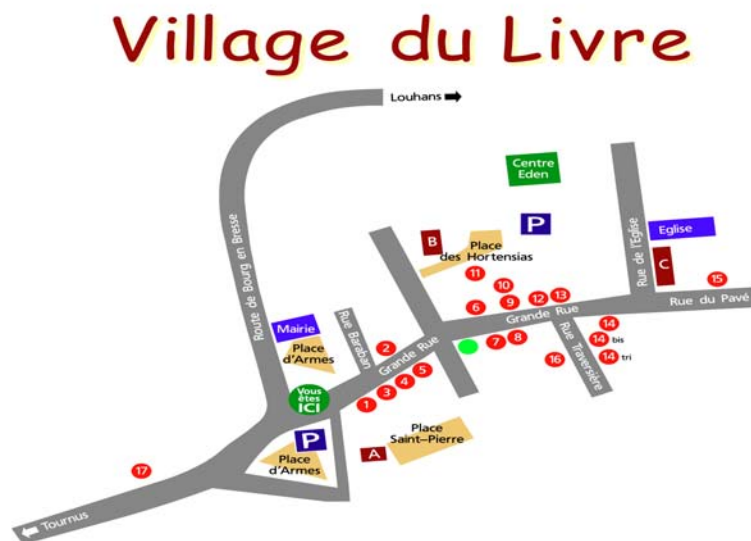 Village du Livre
Louhans
Centre
Eden
P
Route de Bourg en Bresse
Rue de l'Eglise
Eglise
B
Place
des Hortensias
C
11
10
15
6
9
12
13
Rue du Pavé
Grande Rue
Mairie
Place
d'Armes
Rue Baraban
2
Grande Rue
7
8
Rue Traversière
14
14 bis
14 tri
16
Vous
êtes
ICI
1
3
4
5
P
Place
d'Armes
A
Place
Saint-Pierre
17
Tournus